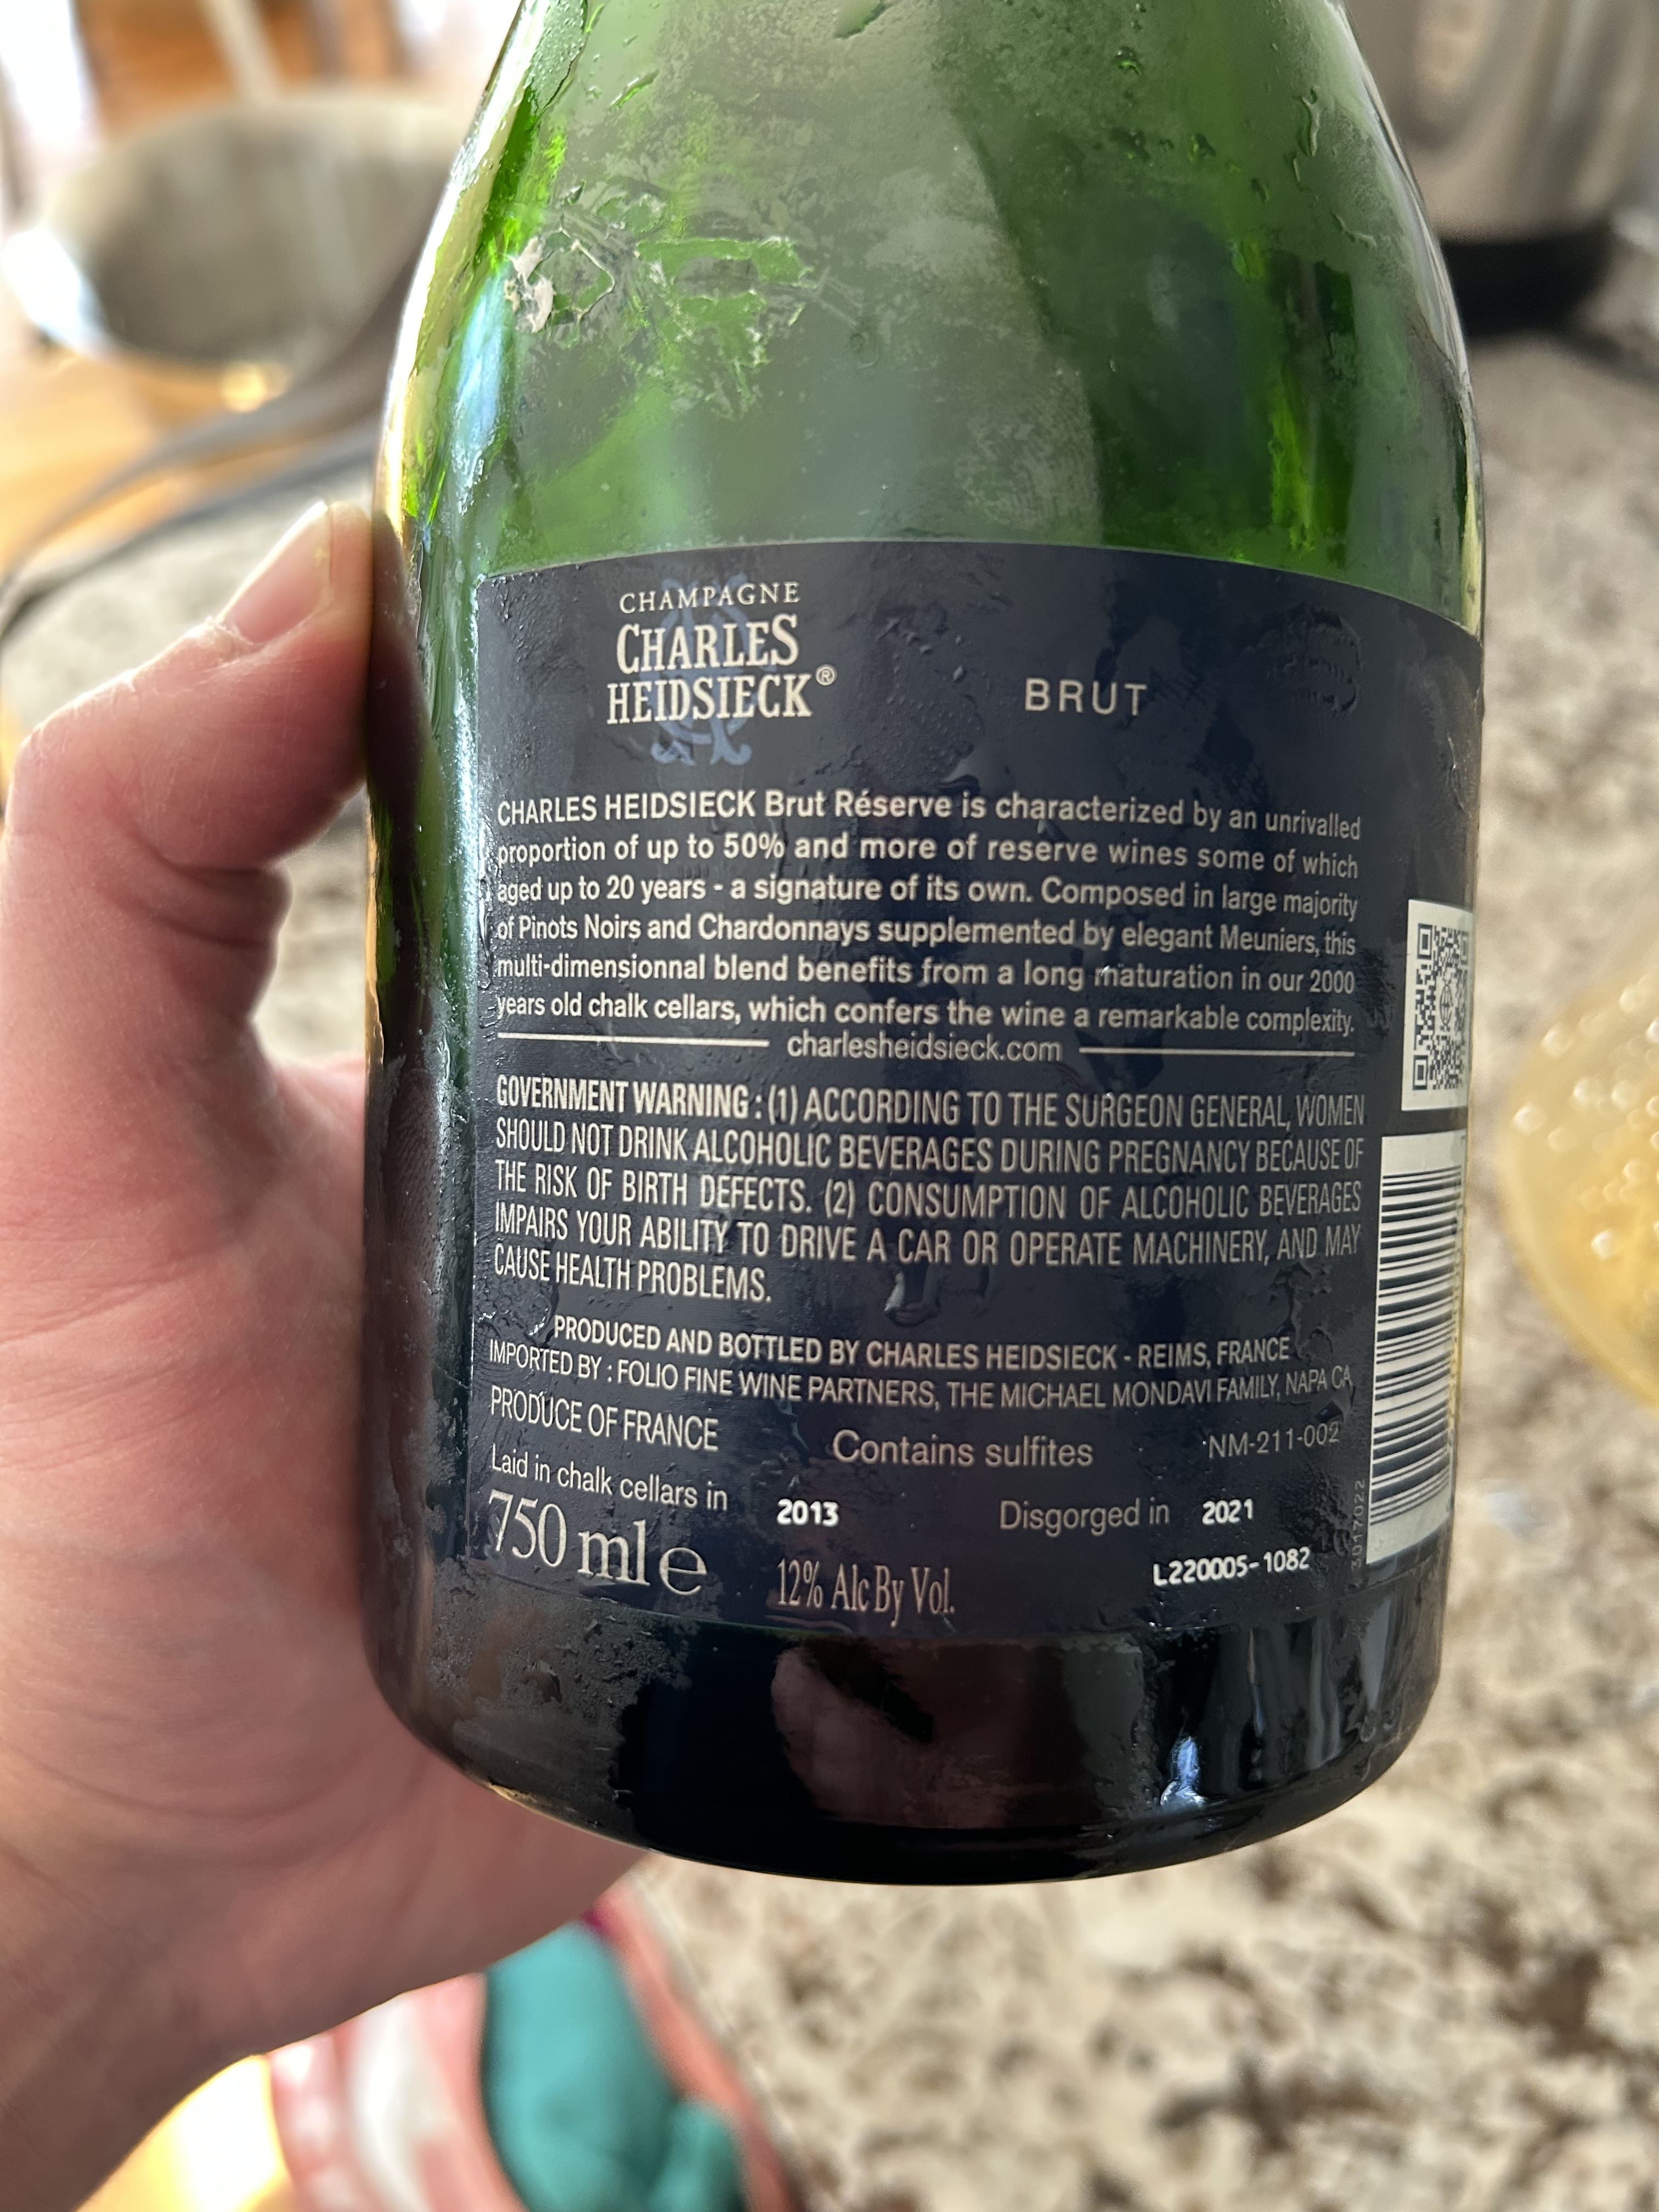 CHAMPAGNE
CHARLES
HEIDSIECK®
BRUT
CHARLES HEIDSIECK Brut Réserve is characterized by an unrivalled
proportion of up to 50% and more of reserve wines some of which
aged up to 20 years - a signature of its own. Composed in large majority
of Pinots Noirs and Chardonnays supplemented by elegant Meuniers, this
multi-dimensionnal blend benefits from a long maturation in our 2000
years old chalk cellars, which confers the wine a remarkable complexity.
charlesheidsieck.com
GOVERNMENT WARNING : (1) ACCORDING TO THE SURGEON GENERAL, WOMEN
SHOULD NOT DRINK ALCOHOLIC BEVERAGES DURING PREGNANCY BECAUSE OF
THE RISK OF BIRTH DEFECTS. (2) CONSUMPTION OF ALCOHOLIC BEVERAGES
IMPAIRS YOUR ABILITY TO DRIVE A CAR OR OPERATE MACHINERY, AND MAY
CAUSE HEALTH PROBLEMS.
PRODUCED AND BOTTLED BY CHARLES HEIDSIECK - REIMS, FRANCE
IMPORTED BY : FOLIO FINE WINE PARTNERS, THE MICHAEL MONDAVI FAMILY, NAPA CA
PRODUCE OF FRANCE
Contains sulfites
NM-211-002
Laid in chalk cellars in 2013
Disgorged in 2021
750 ml e
12% Alc By Vol.
L220005-1082
3017022